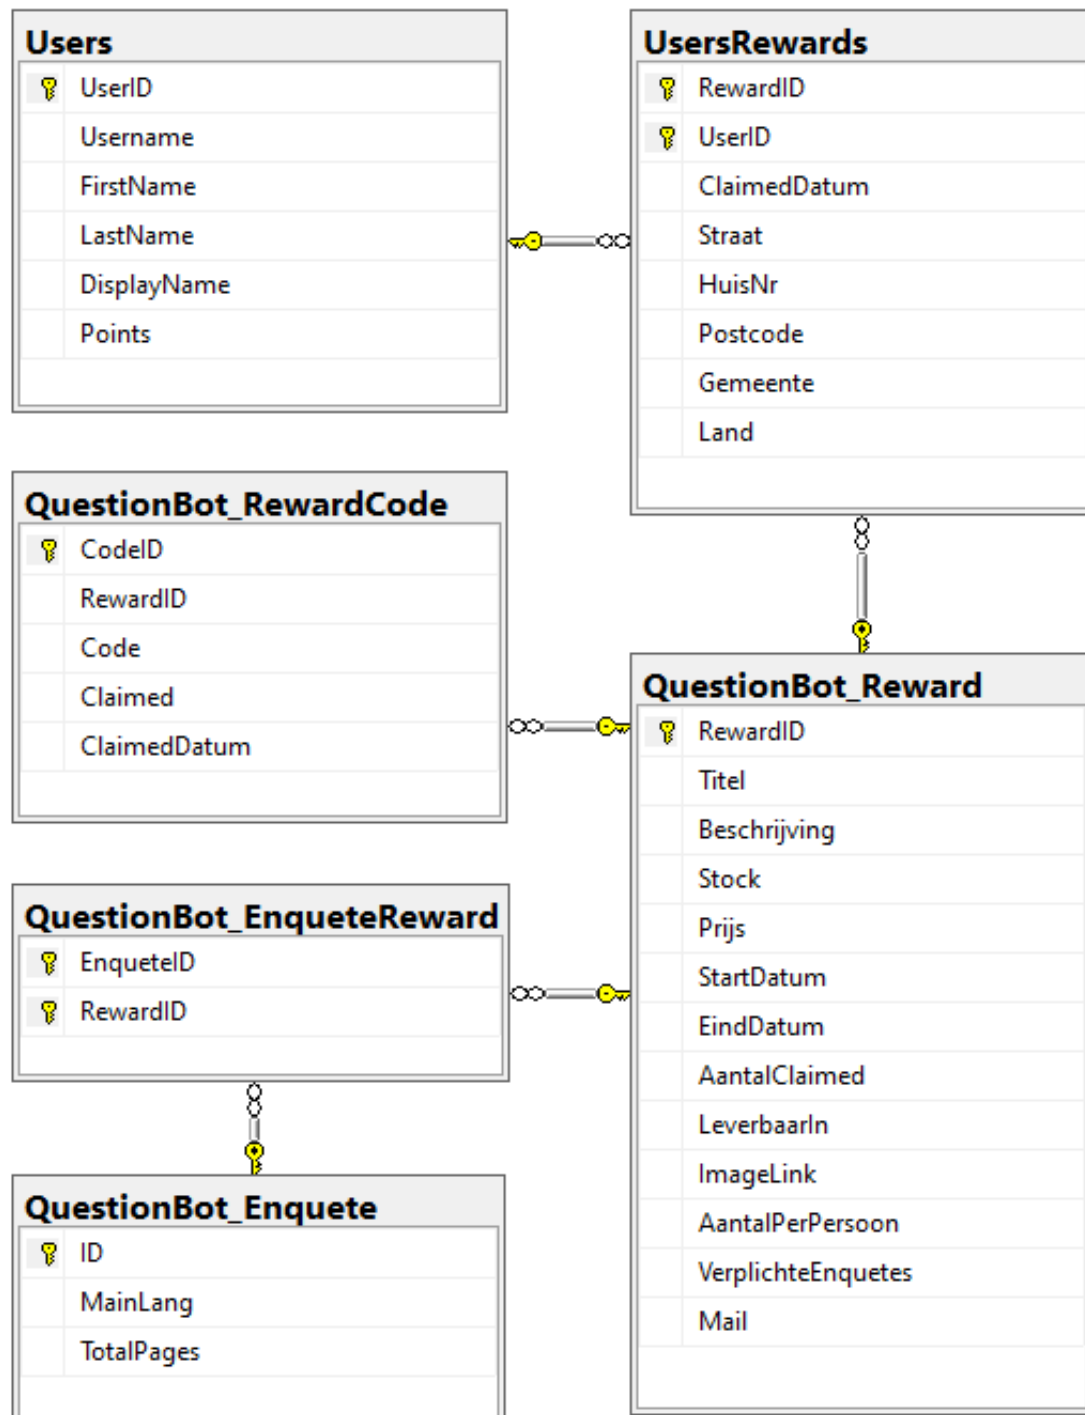 Users
UserID
Username
FirstName
LastName
DisplayName
Points
UsersRewards
RewardID
UserID
ClaimedDatum
Straat
HuisNr
Postcode
Gemeente
Land
QuestionBot_RewardCode
CodeID
RewardID
Code
Claimed
ClaimedDatum
QuestionBot_Reward
RewardID
Titel
Beschrijving
Stock
Prijs
StartDatum
EindDatum
AantalClaimed
LeverbaarIn
ImageLink
AantalPerPersoon
VerplichteEnquetes
Mail
QuestionBot_EnqueteReward
EnqueteID
RewardID
QuestionBot_Enquete
ID
MainLang
TotalPages